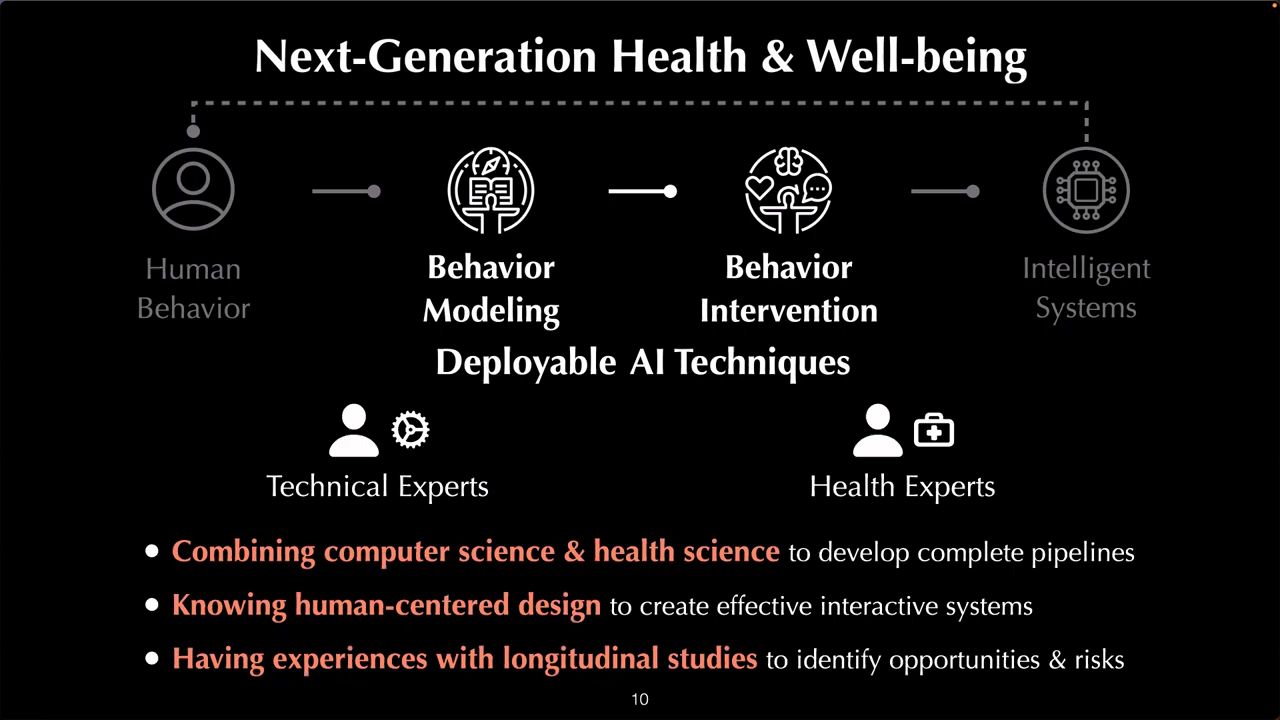 Next-Generation Health & Well-being
Human
Behavior
Behavior
Modeling
Behavior
Intervention
Intelligent
Systems
Deployable AI Techniques
Technical Experts
Health Experts
• Combining computer science & health science to develop complete pipelines
• Knowing human-centered design to create effective interactive systems
• Having experiences with longitudinal studies to identify opportunities & risks
10